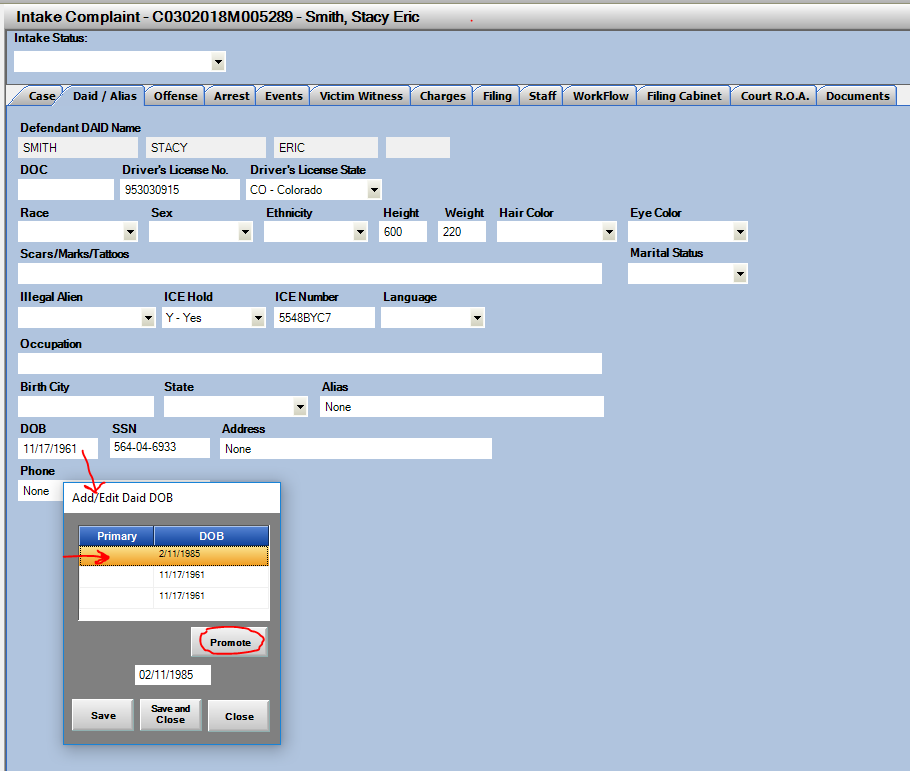 Intake Complaint - C0302018M005289 - Smith, Stacy Eric
Intake Status:
Case Daid / Alias Offense Arrest Events Victim Witness Charges Filing Staff WorkFlow Filing Cabinet Court R.O.A. Documents
Defendant DAID Name
SMITH STACY ERIC
DOC Driver's License No. Driver's License State
953030915 CO - Colorado
Race Sex Ethnicity Height Weight Hair Color Eye Color
600 220
Scars/Marks/Tattoos Marital Status
Illegal Alien ICE Hold ICE Number Language
Y - Yes 5548BYC7
Occupation
Birth City State Alias
None
DOB SSN Address
11/17/1961 564-04-6933 None
Phone
None
Add/Edit Daid DOB
Primary DOB
2/11/1985
11/17/1961
11/17/1961
Promote
02/11/1985
Save Save and Close Close